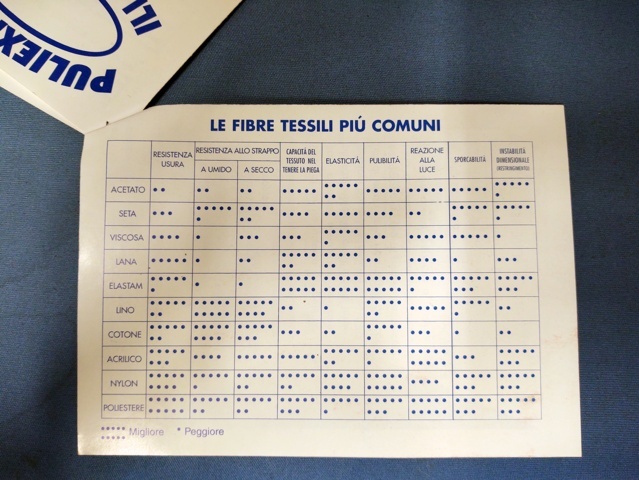 PULIEX
LE FIBRE TESSILI PIÚ COMUNI
RESISTENZA USURA
RESISTENZA ALLO STRAPPO
A UMIDO
A SECCO
CAPACITÀ DEL TESSUTO NEL TENERE LA PIEGA
ELASTICITÀ
PULIBILITÀ
REAZIONE ALLA LUCE
SPORCABILITÀ
INSTABILITÀ DIMENSIONALE (RESTRINGIMENTO)
ACETATO
SETA
VISCOSA
LANA
ELASTAM
LINO
COTONE
ACRILICO
NYLON
POLIESTERE
Migliore
Peggiore